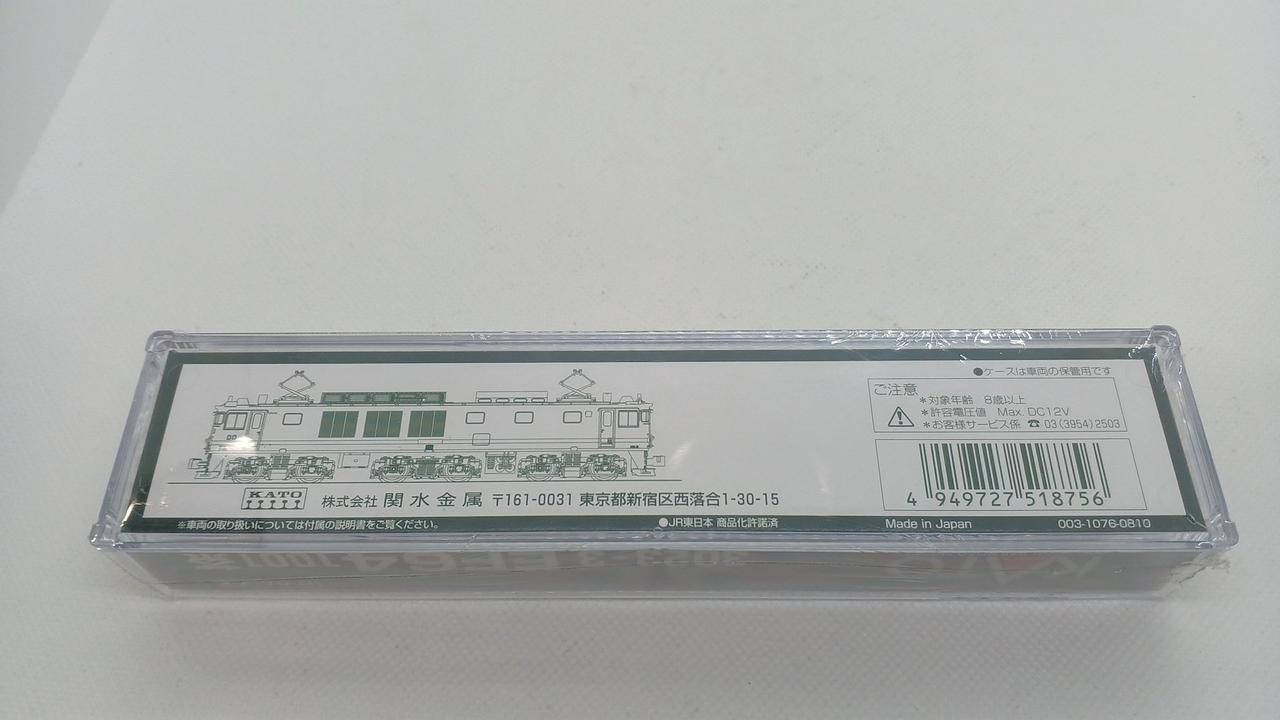 ●ケースは車両の保管用です
ご注意
＊対象年齢 8歳以上
＊許容電圧値 Max. DC12V
＊お客様サービス係 ☎ 03(3954)2503
4 949727 518756
KATO 株式会社 関水金属 〒161-0031 東京都新宿区西落合1-30-15
※車両の取り扱いについては付属の説明書をご覧ください。 ●JR東日本 商品化許諾済 Made in Japan 003-1076-0810
KATO